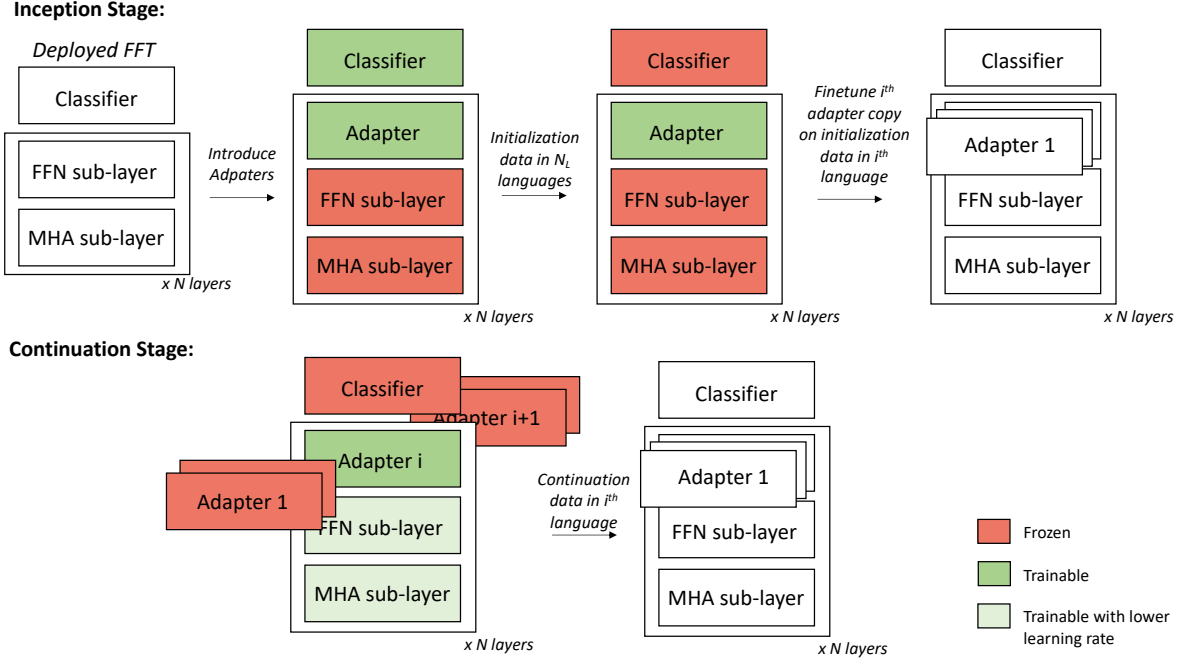 Inception Stage:
Deployed FFT
Classifier
FFN sub-layer
MHA sub-layer
x N layers
Introduce
Adpaters
Classifier
Adapter
FFN sub-layer
MHA sub-layer
x N layers
Initialization
data in N_L
languages
Classifier
Adapter
FFN sub-layer
MHA sub-layer
x N layers
Finetune i^th
adapter copy
on initialization
data in i^th
language
Classifier
Adapter 1
FFN sub-layer
MHA sub-layer
x N layers
Continuation Stage:
Classifier
Adapter i+1
Adapter i
Adapter 1
FFN sub-layer
MHA sub-layer
x N layers
Continuation
data in i^th
language
Classifier
Adapter 1
FFN sub-layer
MHA sub-layer
x N layers
Frozen
Trainable
Trainable with lower
learning rate